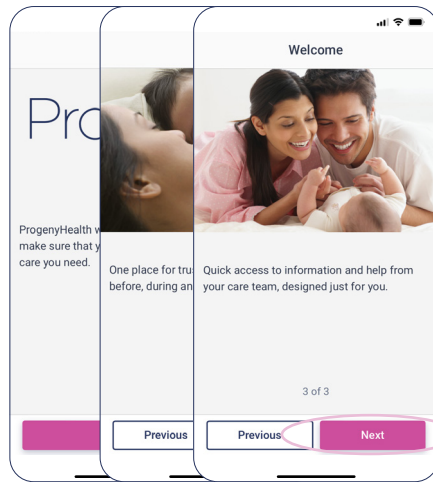 Pro
ProgenyHealth w
make sure that y
care you need.
One place for tru
before, during an
Previous
Welcome
Quick access to information and help from
your care team, designed just for you.
3 of 3
Previous
Next